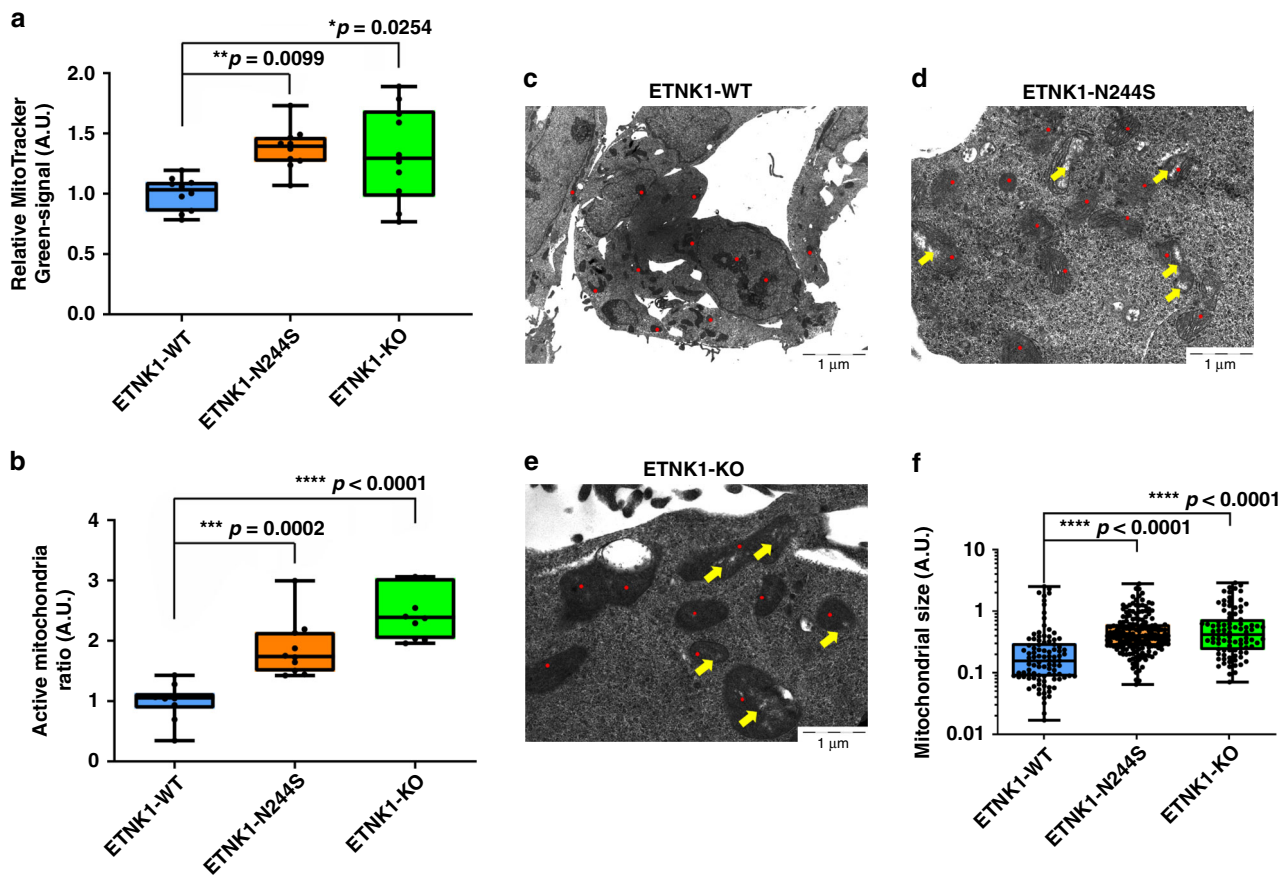 a
*p = 0.0254
**p = 0.0099
Relative MitoTracker
Green-signal (A.U.)
2.0
1.5
1.0
0.5
0.0
ETNK1-WT
ETNK1-N244S
ETNK1-KO
b
**** p < 0.0001
*** p = 0.0002
Active mitochondria
ratio (A.U.)
4
3
2
1
0
ETNK1-WT
ETNK1-N244S
ETNK1-KO
c
ETNK1-WT
1 μm
d
ETNK1-N244S
1 μm
e
ETNK1-KO
1 μm
f
**** p < 0.0001
**** p < 0.0001
Mitochondrial size (A.U.)
10
1
0.1
0.01
ETNK1-WT
ETNK1-N244S
ETNK1-KO